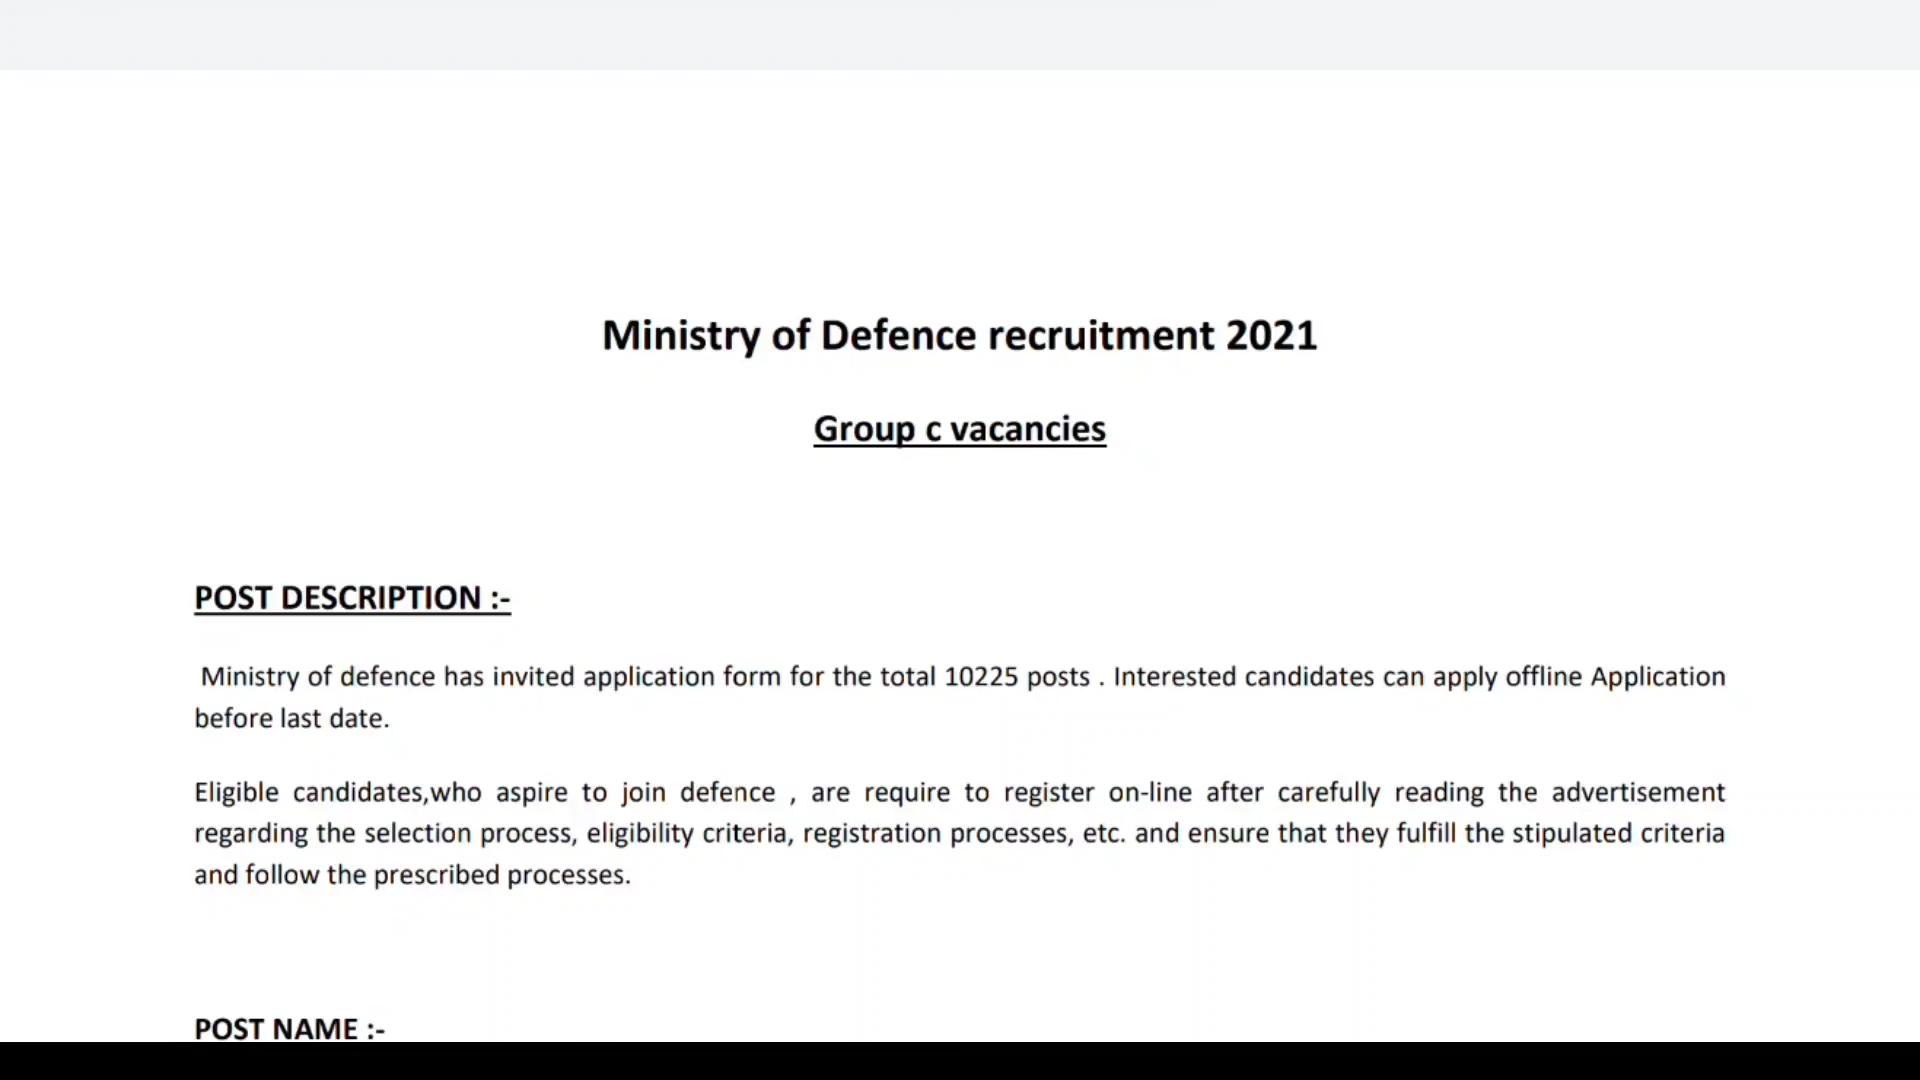 Ministry of Defence recruitment 2021
Group c vacancies
POST DESCRIPTION :-
Ministry of defence has invited application form for the total 10225 posts . Interested candidates can apply offline Application
before last date.
Eligible candidates,who aspire to join defence , are require to register on-line after carefully reading the advertisement
regarding the selection process, eligibility criteria, registration processes, etc. and ensure that they fulfill the stipulated criteria
and follow the prescribed processes.
POST NAME :-